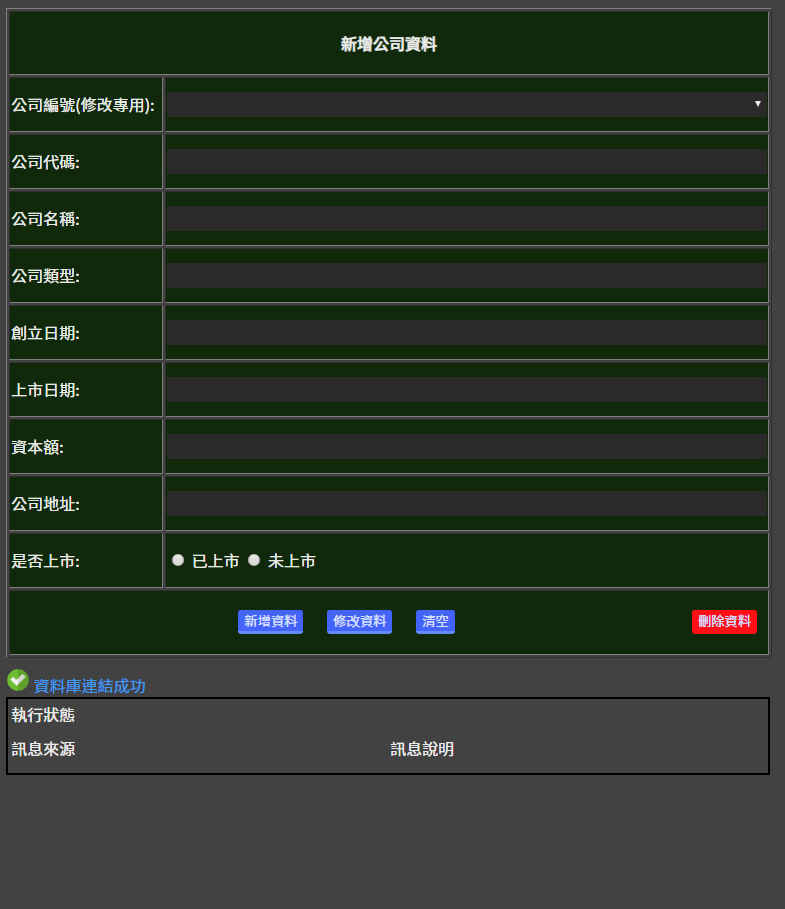 新增公司資料
公司編號(修改專用):
公司代碼:
公司名稱:
公司類型:
創立日期:
上市日期:
資本額:
公司地址:
是否上市: 已上市 未上市
新增資料 修改資料 清空 刪除資料
資料庫連結成功
執行狀態
訊息來源 訊息說明